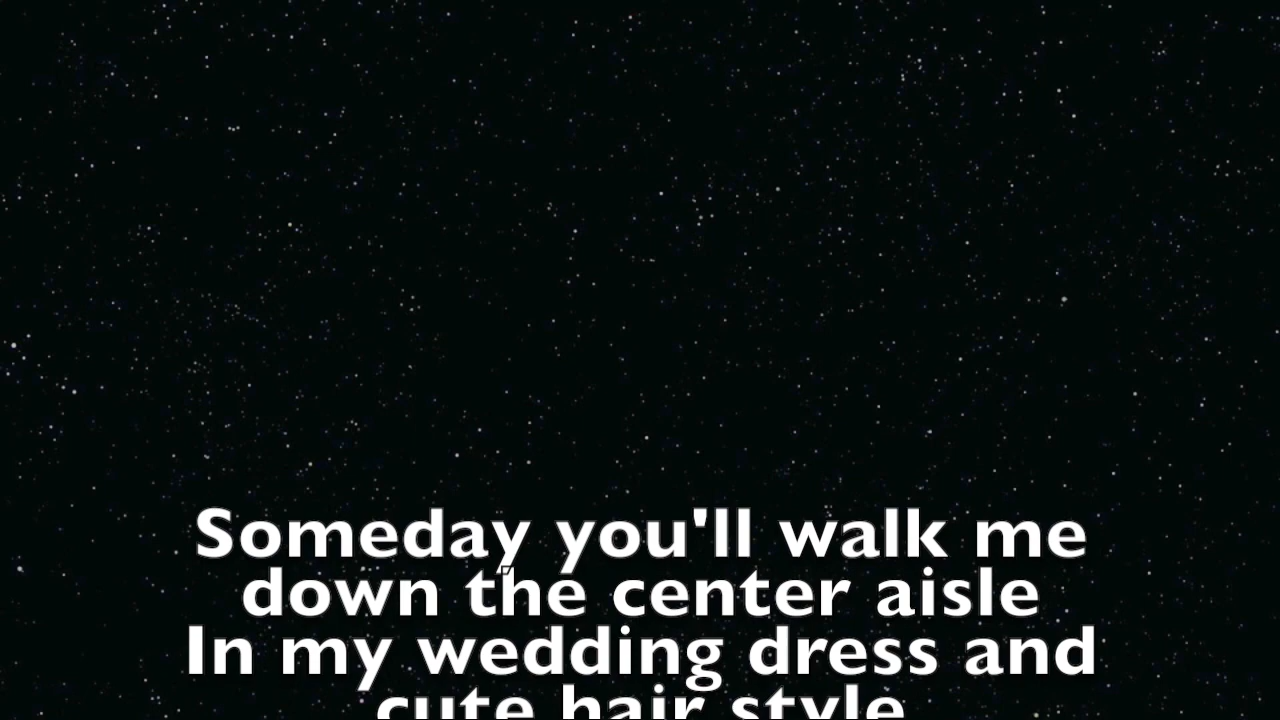 Someday you'll walk me
down the center aisle
In my wedding dress and
cute hair style